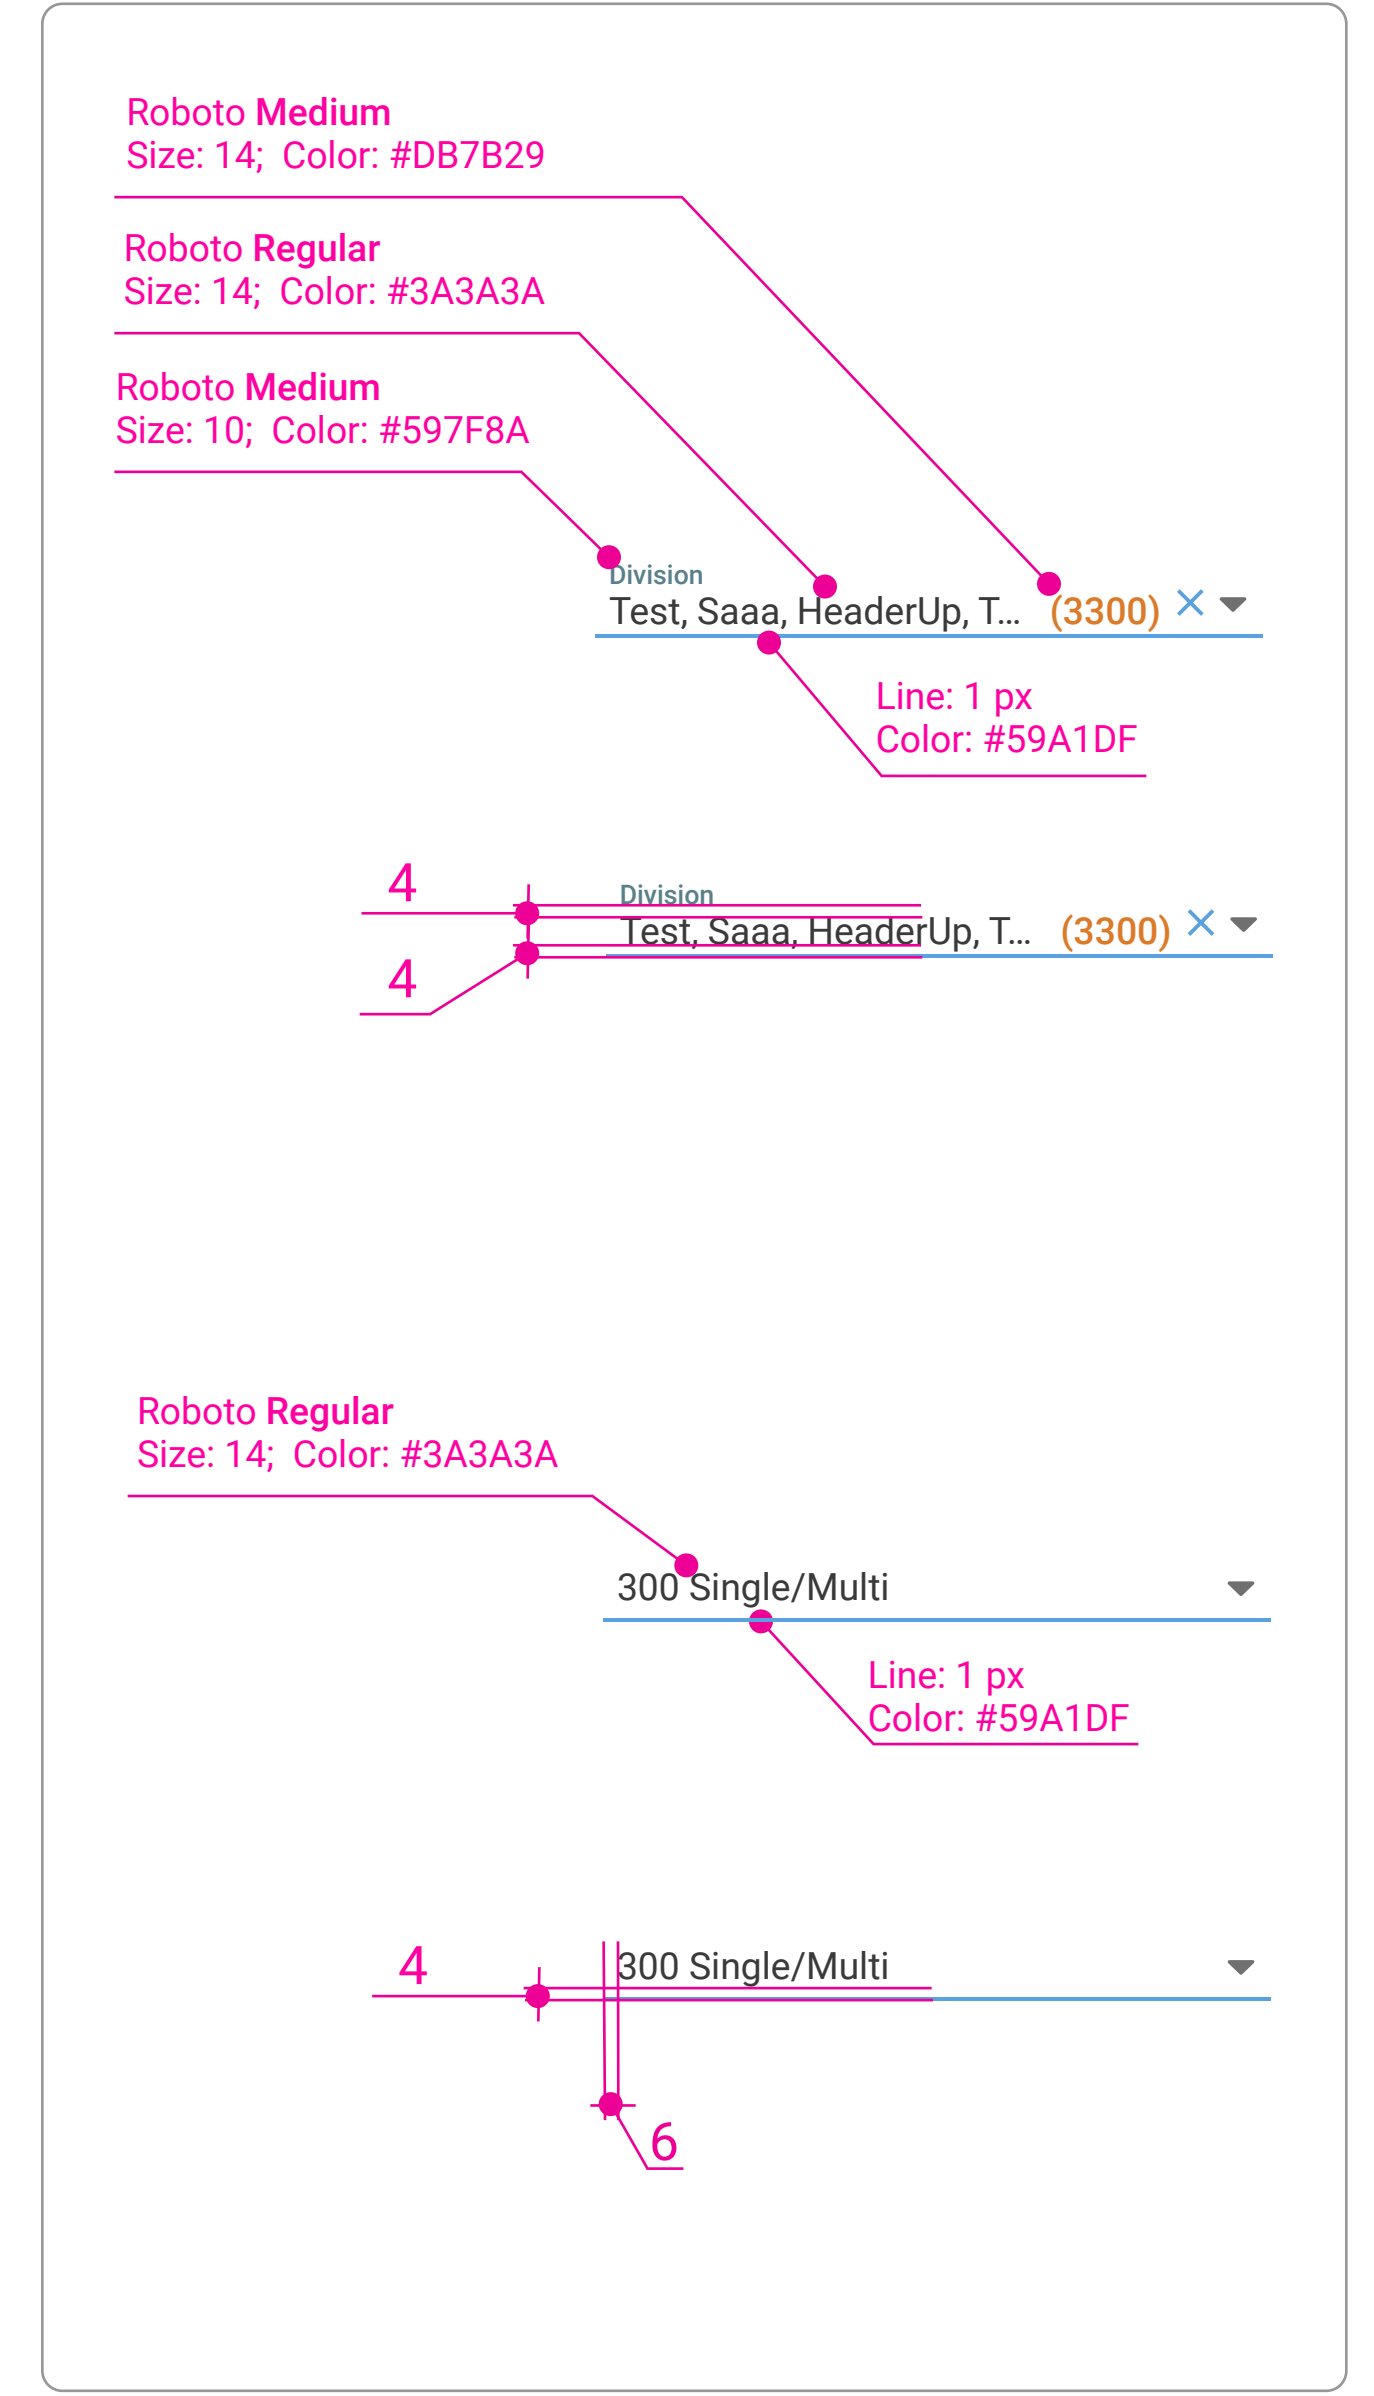 Roboto Medium
Size: 14;  Color: #DB7B29
Roboto Regular
Size: 14;  Color: #3A3A3A
Roboto Medium
Size: 10;  Color: #597F8A
Division
Test, Saaa, HeaderUp, T... (3300)
Line: 1 px
Color: #59A1DF
4
Division
Test, Saaa, HeaderUp, T... (3300)
4
Roboto Regular
Size: 14;  Color: #3A3A3A
300 Single/Multi
Line: 1 px
Color: #59A1DF
4
300 Single/Multi
6